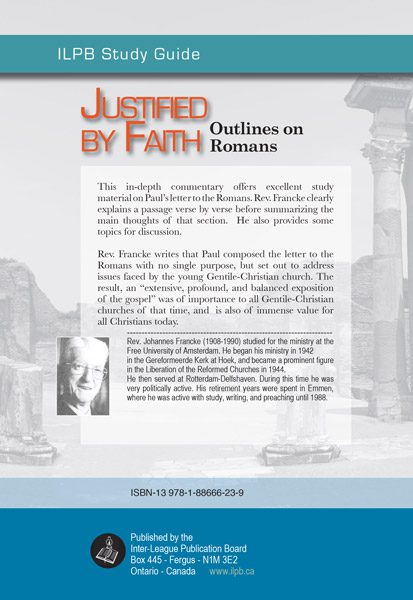 ILPB Study Guide
JUSTIFIED
BY FAITH
Outlines on
Romans
This in-depth commentary offers excellent study
material on Paul's letter to the Romans. Rev. Francke clearly
explains a passage verse by verse before summarizing the
main thoughts of that section. He also provides some
topics for discussion.
Rev. Francke writes that Paul composed the letter to the
Romans with no single purpose, but set out to address
issues faced by the young Gentile-Christian church. The
result, an “extensive, profound, and balanced exposition
of the gospel” was of importance to all Gentile-Christian
churches of that time, and is also of immense value for
all Christians today.
Rev. Johannes Francke (1908-1990) studied for the ministry at the
Free University of Amsterdam. He began his ministry in 1942
in the Gereformeerde Kerk at Hoek, and became a prominent figure
in the Liberation of the Reformed Churches in 1944.
He then served at Rotterdam-Delfshaven. During this time he was
very politically active. His retirement years were spent in Emmen,
where he was active with study, writing, and preaching until 1988.
ISBN-13 978-1-88666-23-9
Published by the
Inter-League Publication Board
Box 445 - Fergus - N1M 3E2
Ontario - Canada www.ilpb.ca